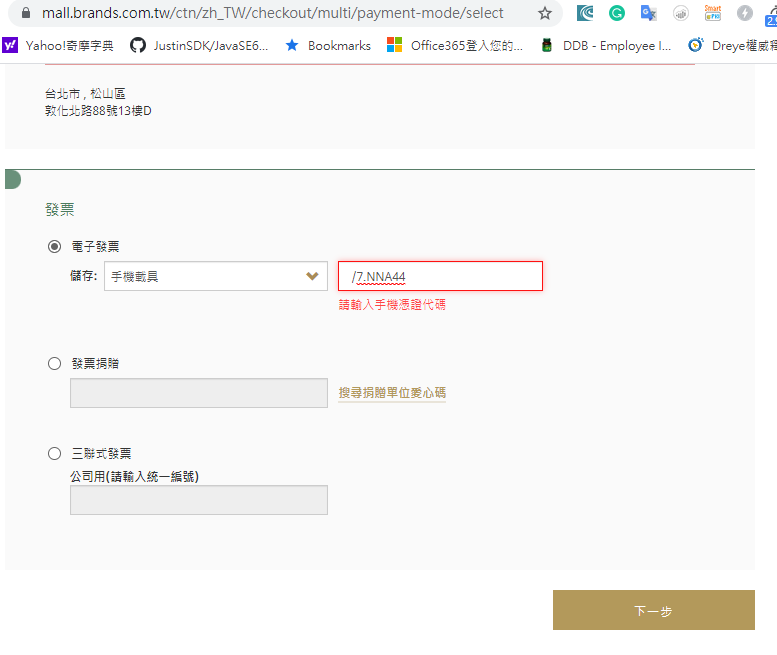 mall.brands.com.tw/ctn/zh_TW/checkout/multi/payment-mode/select
Yahoo!奇摩字典 JustinSDK/JavaSE6... Bookmarks Office365登入您的... DDB - Employee I... Dreye權威
台北市 , 松山區
敦化北路88號13樓D
發票
電子發票
儲存: 手機載具 /7.NNA44
請輸入手機憑證代碼
發票捐贈
搜尋捐贈單位愛心碼
三聯式發票
公司用(請輸入統一編號)
下一步